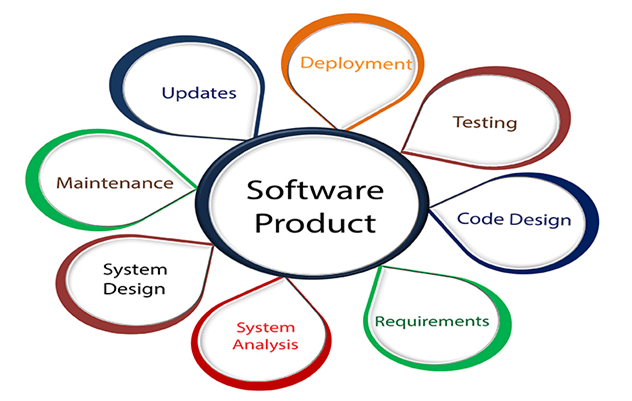 Deployment
Updates
Testing
Maintenance
Software
Product
Code Design
System
Design
Requirements
System
Analysis